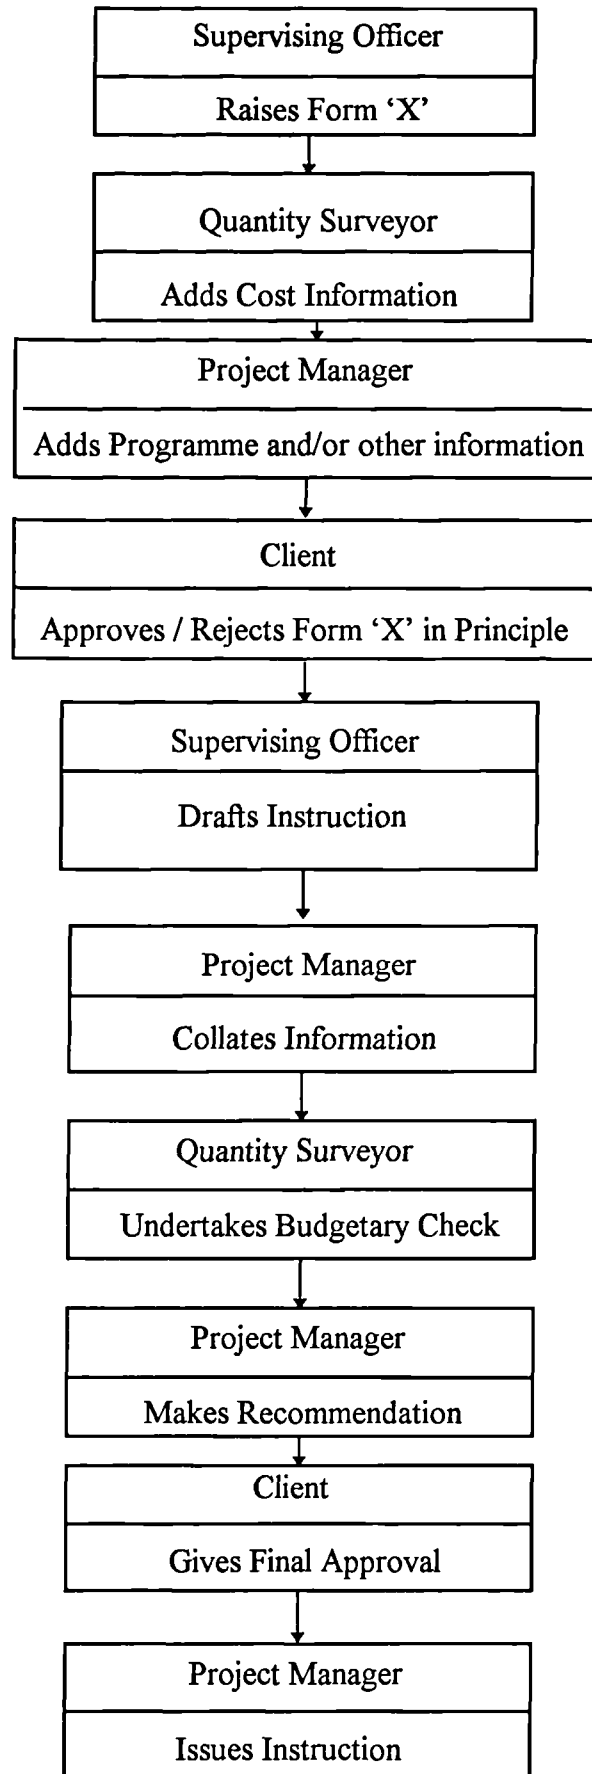 Supervising Officer
Raises Form ‘X’
Quantity Surveyor
Adds Cost Information
Project Manager
Adds Programme and/or other information
Client
Approves / Rejects Form ‘X’ in Principle
Supervising Officer
Drafts Instruction
Project Manager
Collates Information
Quantity Surveyor
Undertakes Budgetary Check
Project Manager
Makes Recommendation
Client
Gives Final Approval
Project Manager
Issues Instruction